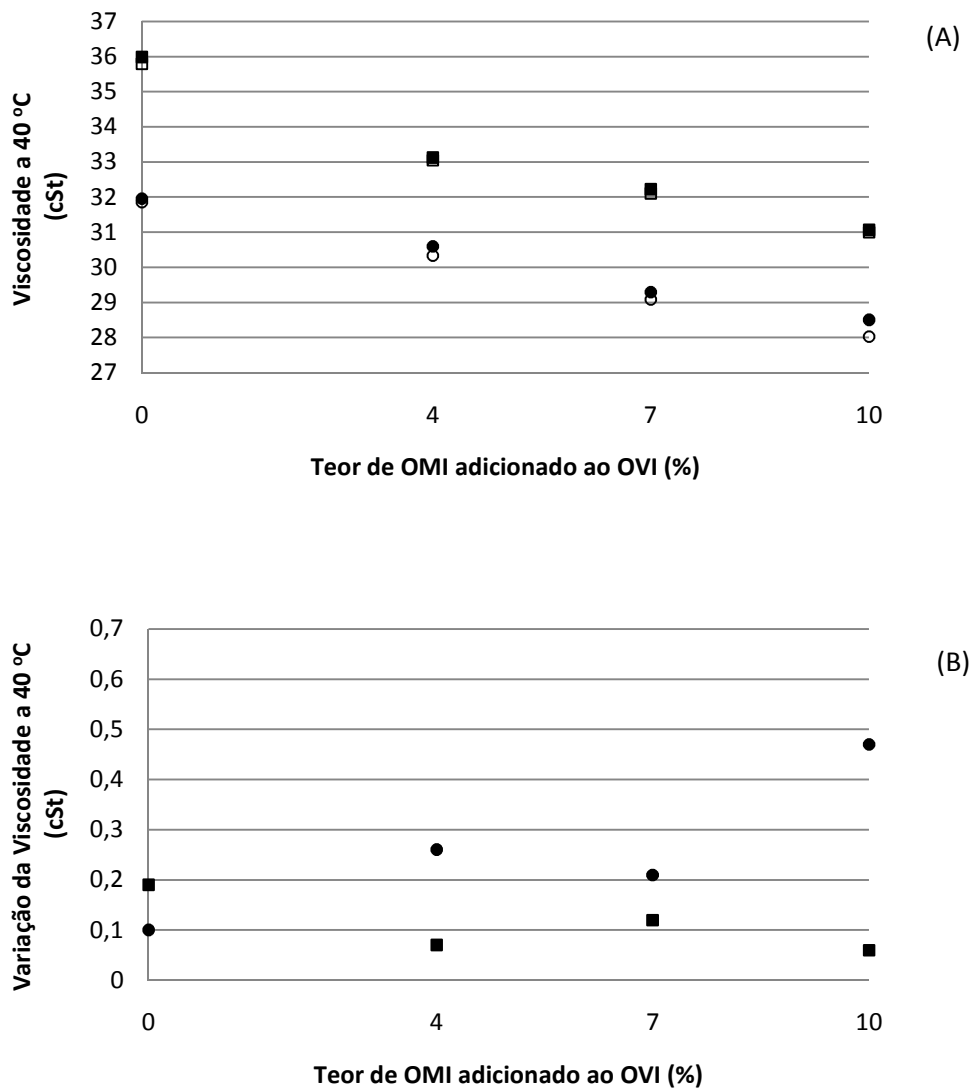 (A)
Viscosidade a 40 ºC
(cSt)
37
36
35
34
33
32
31
30
29
28
27
0 4 7 10
Teor de OMI adicionado ao OVI (%)
(B)
Variação da Viscosidade a 40 ºC
(cSt)
0,7
0,6
0,5
0,4
0,3
0,2
0,1
0
0 4 7 10
Teor de OMI adicionado ao OVI (%)